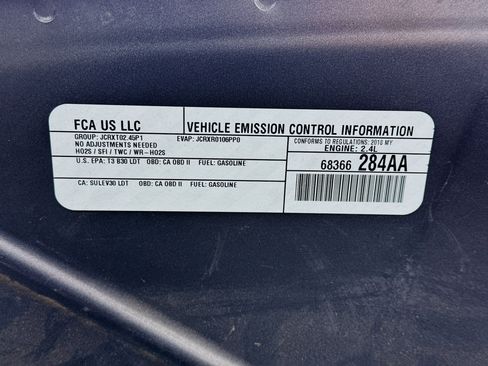 FCA US LLC
VEHICLE EMISSION CONTROL INFORMATION
GROUP: JCRXT02.45P1 EVAP: JCRXR0106PP0
NO ADJUSTMENTS NEEDED
HO2S / SFI / TWC / WR-HO2S
CONFORMS TO REGULATIONS: 2018 MY
ENGINE: 2.4L
U.S. EPA: T3 B30 LDT OBD: CA OBD II FUEL: GASOLINE
68366 284AA
CA: SULEV30 LDT OBD: CA OBD II FUEL: GASOLINE